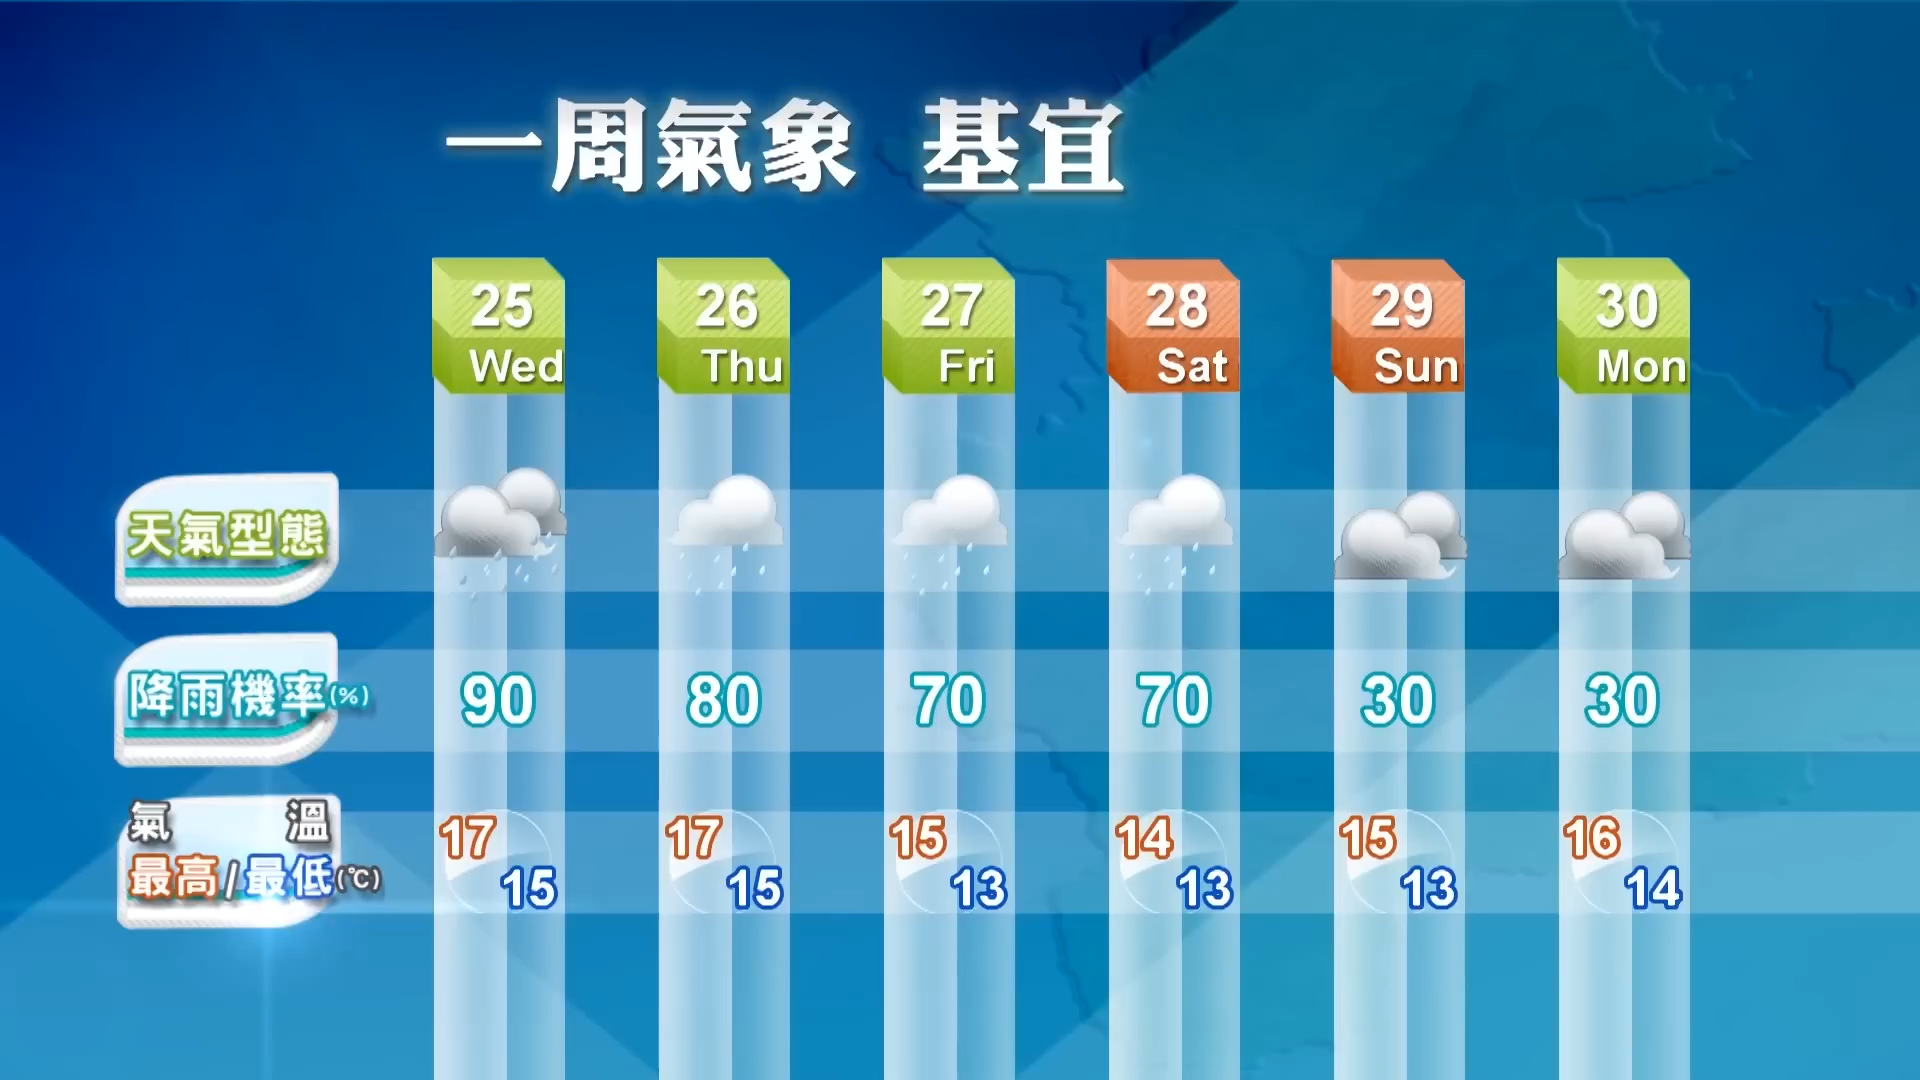 一周氣象 基宜
25 26 27 28 29 30
Wed Thu Fri Sat Sun Mon
天氣型態
降雨機率(%) 90 80 70 70 30 30
氣 溫
最高/最低(℃)
17 17 15 14 15 16
15 15 13 13 13 14